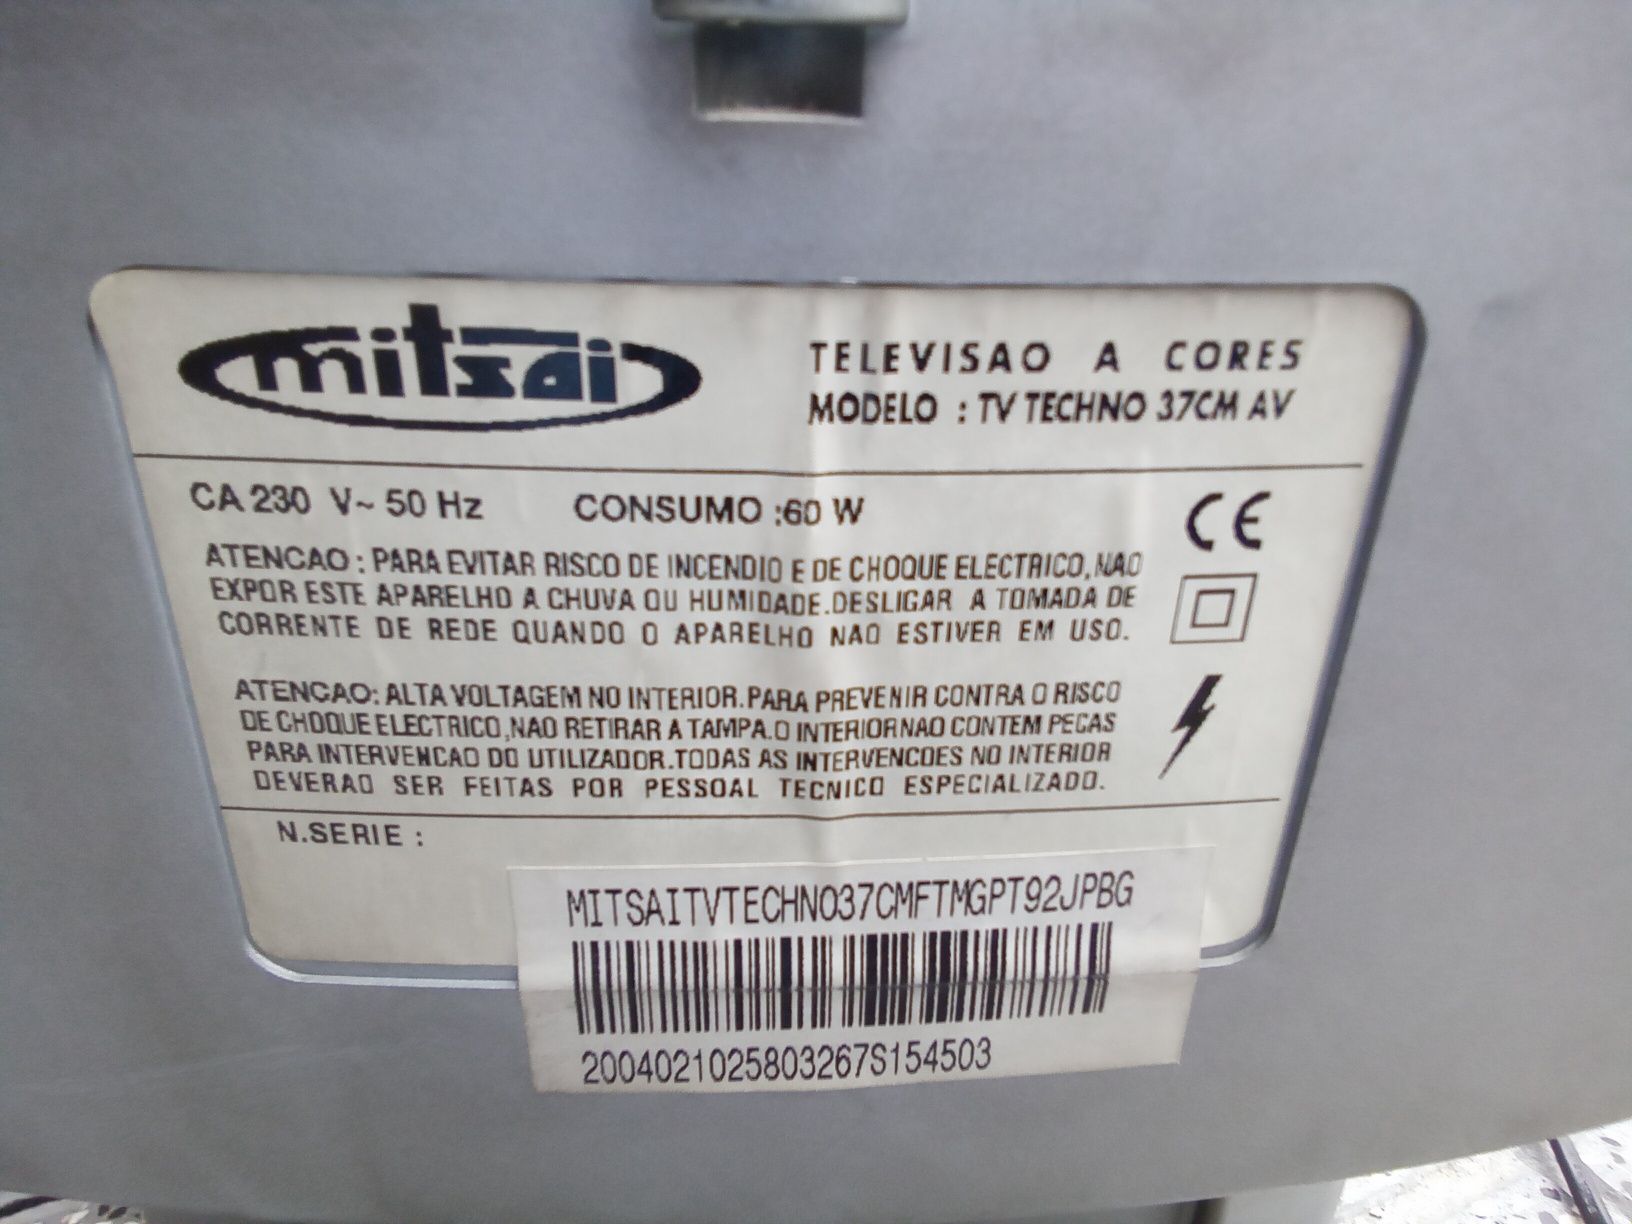 mitsai
TELEVISAO A CORES
MODELO : TV TECHNO 37CM AV
CA 230 V~ 50 Hz CONSUMO :60 W
CE
ATENCAO : PARA EVITAR RISCO DE INCENDIO E DE CHOQUE ELECTRICO, NAO
EXPOR ESTE APARELHO A CHUVA OU HUMIDADE.DESLIGAR A TOMADA DE
CORRENTE DE REDE QUANDO O APARELHO NAO ESTIVER EM USO.
ATENCAO: ALTA VOLTAGEM NO INTERIOR.PARA PREVENIR CONTRA O RISCO
DE CHOQUE ELECTRICO,NAO RETIRAR A TAMPA.O INTERIOR NAO CONTEM PECAS
PARA INTERVENCAO DO UTILIZADOR.TODAS AS INTERVENCOES NO INTERIOR
DEVERAO SER FEITAS POR PESSOAL TECNICO ESPECIALIZADO.
N.SERIE :
MITSAITVTECHNO37CMFTMGPT92JPBG
2004021025803267S154503